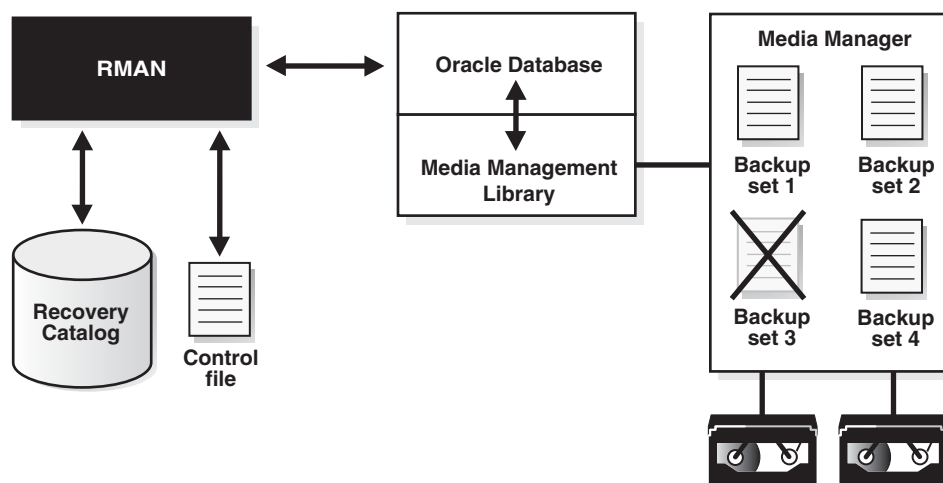 RMAN
Oracle Database
Media Management
Library
Recovery
Catalog
Control
file
Media Manager
Backup
set 1
Backup
set 2
Backup
set 3
Backup
set 4